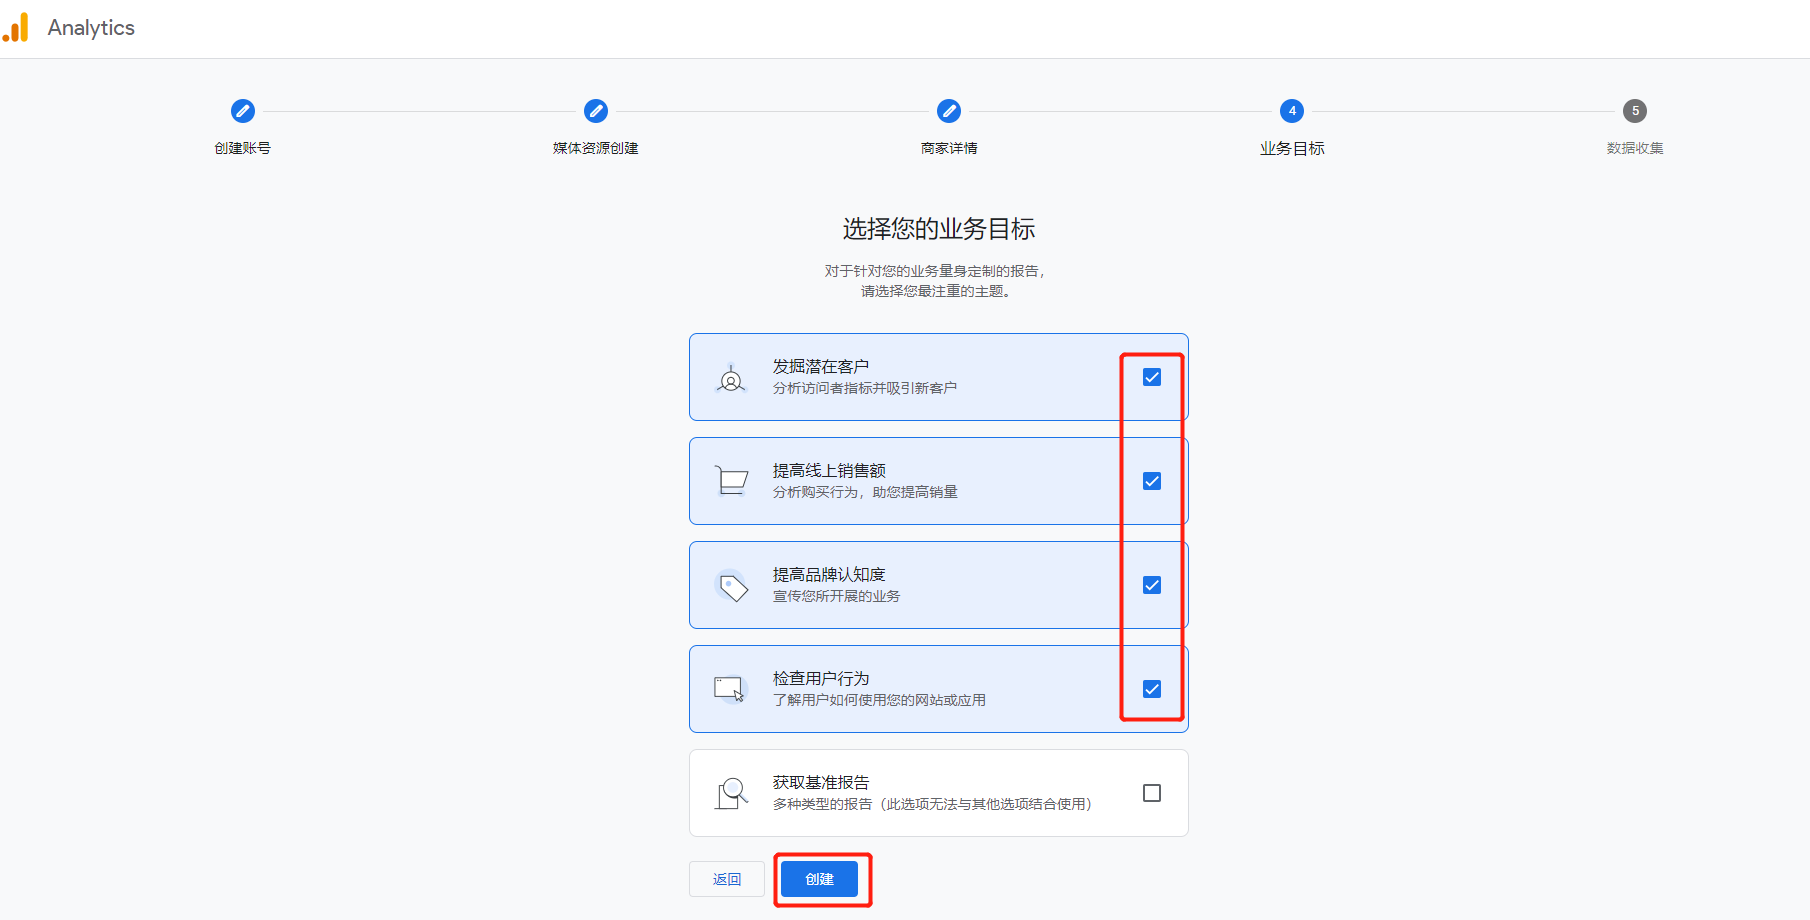 Analytics
4
5
创建账号
媒体资源创建
商家详情
业务目标
数据收集
选择您的业务目标
对于针对您的业务量身定制的报告，
请选择您最注重的主题。
发掘潜在客户
分析访问者指标并吸引新客户
提高线上销售额
分析购买行为，助您提高销量
提高品牌认知度
宣传您所开展的业务
检查用户行为
了解用户如何使用您的网站或应用
获取基准报告
多种类型的报告（此选项无法与其他选项结合使用）
返回
创建